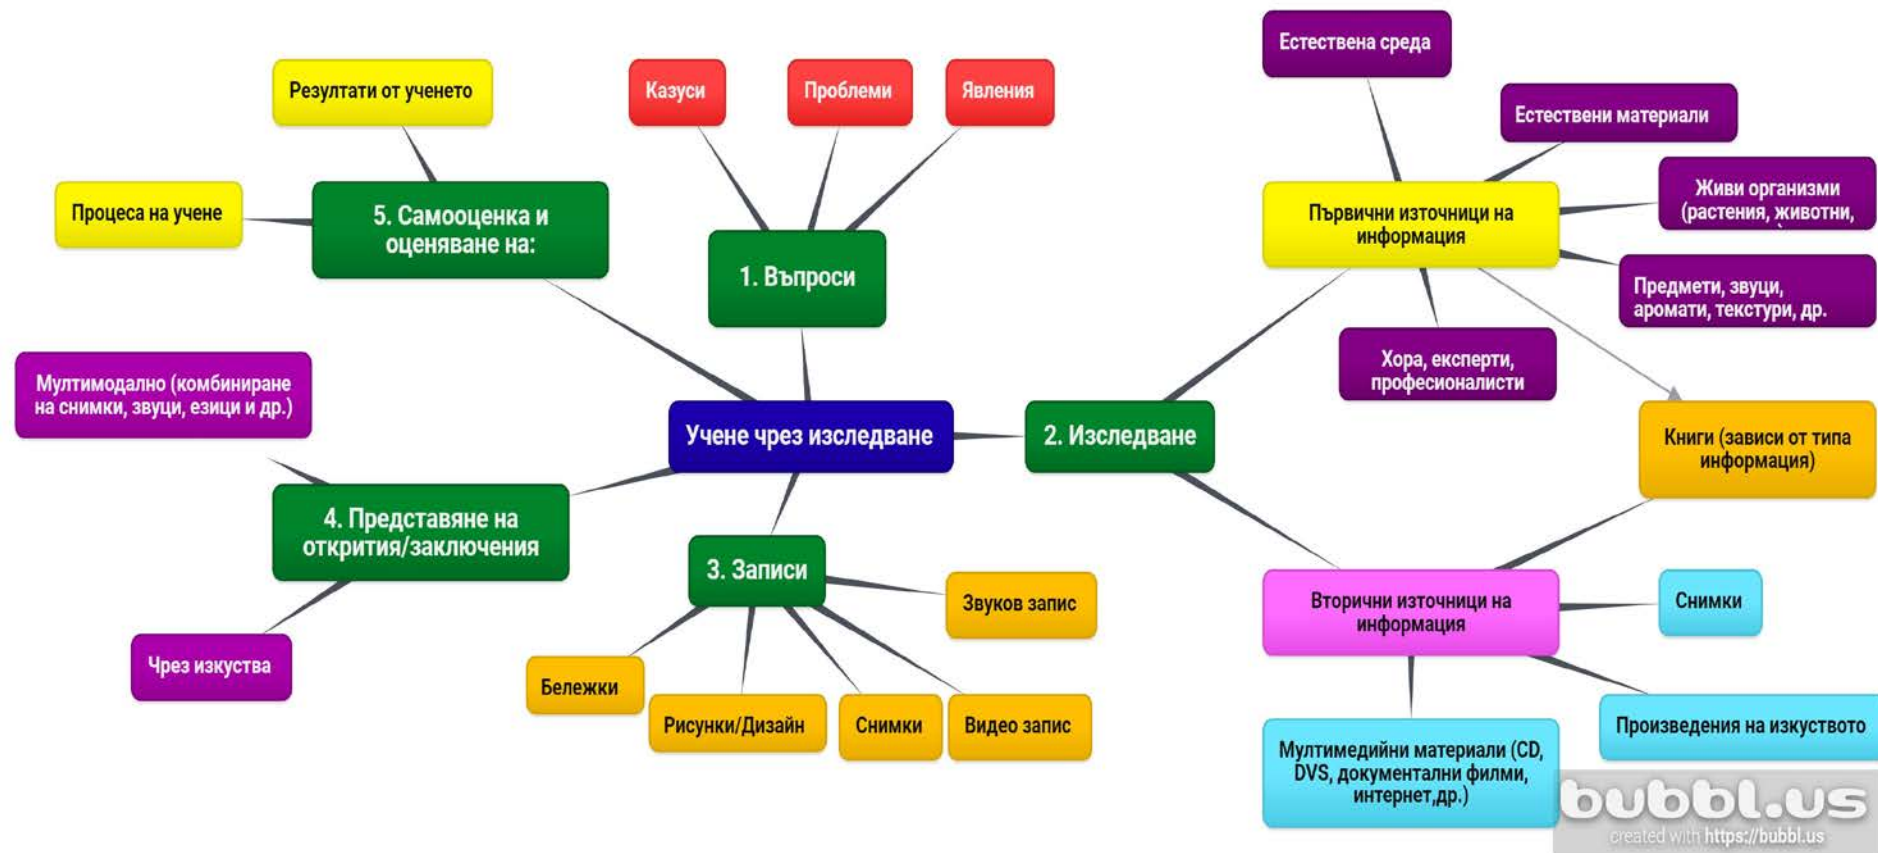 Естествена среда
Резултати от ученето
Казуси
Проблеми
Явления
Естествени материали
Живи организми
(растения, животни,
Процеса на учене
5. Самооценка и
оценяване на:
1. Въпроси
Първични източници на
информация
Предмети, звуци,
аромати, текстури, др.
Хора, експерти,
професионалисти
Мултимодално (комбиниране
на снимки, звуци, езици и др.)
Учене чрез изследване
2. Изследване
Книги (зависи от типа
информация)
4. Представяне на
открития/заключения
3. Записи
Звуков запис
Вторични източници на
информация
Снимки
Чрез изкуства
Бележки
Рисунки/Дизайн
Снимки
Видео запис
Произведения на изкуството
Мултимедийни материали (CD,
DVS, документални филми,
интернет,др.)
bubbl.us
created with https://bubbl.us